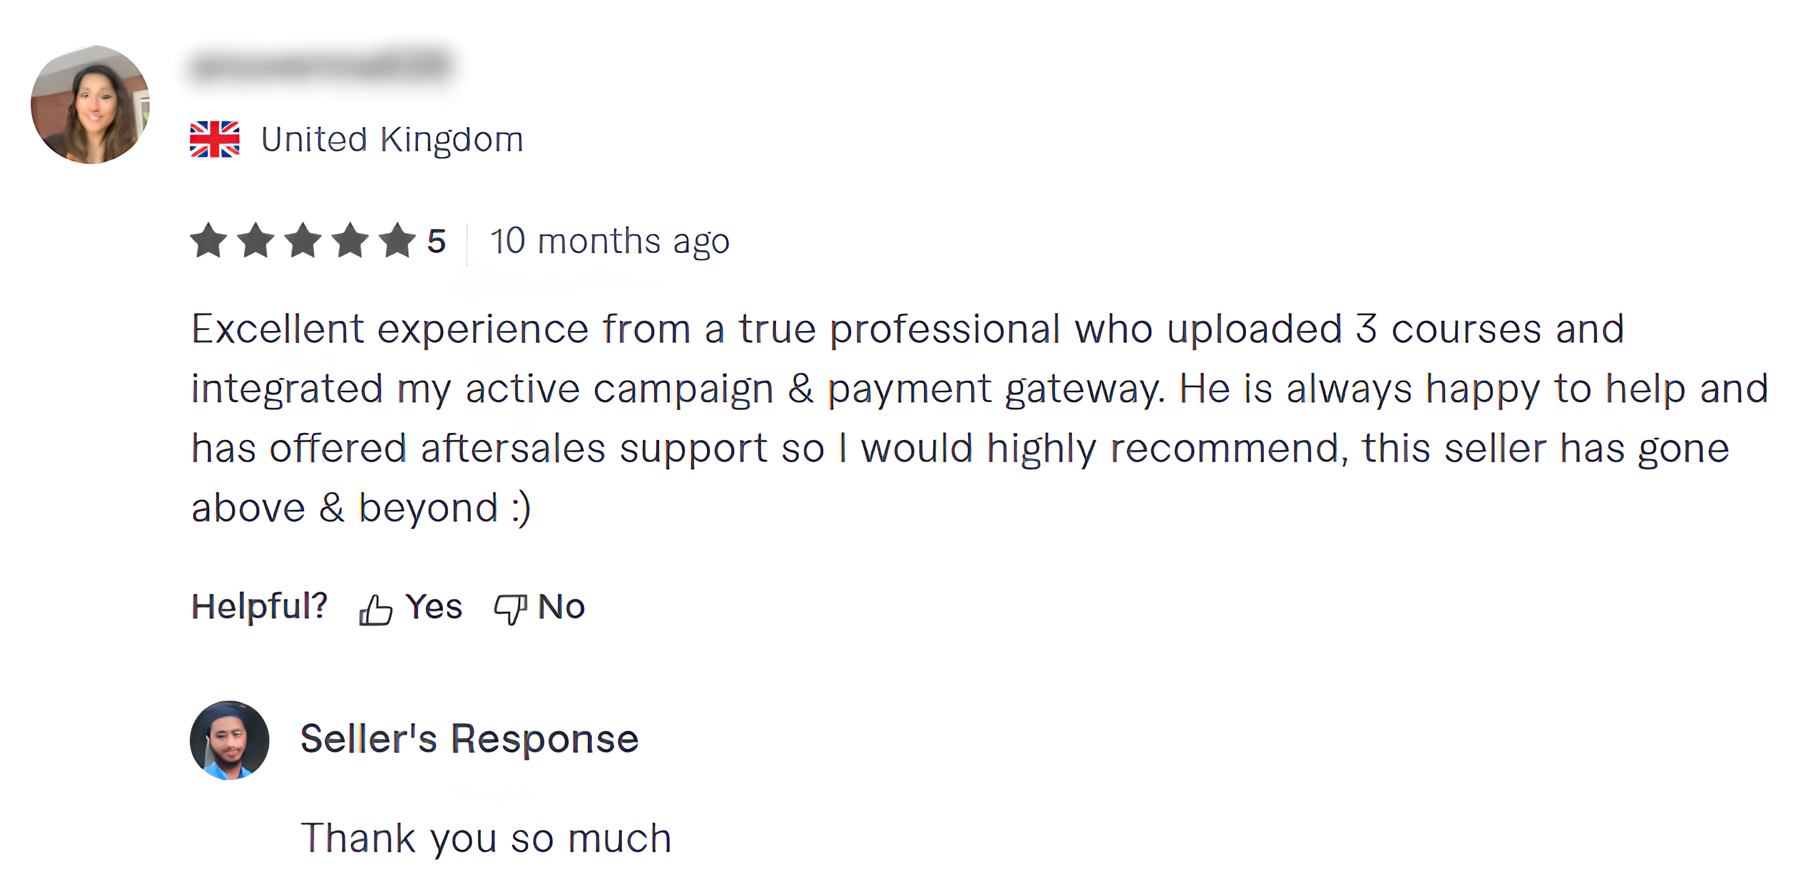 United Kingdom
5 10 months ago
Excellent experience from a true professional who uploaded 3 courses and
integrated my active campaign & payment gateway. He is always happy to help and
has offered aftersales support so I would highly recommend, this seller has gone
above & beyond :)
Helpful? Yes No
Seller's Response
Thank you so much